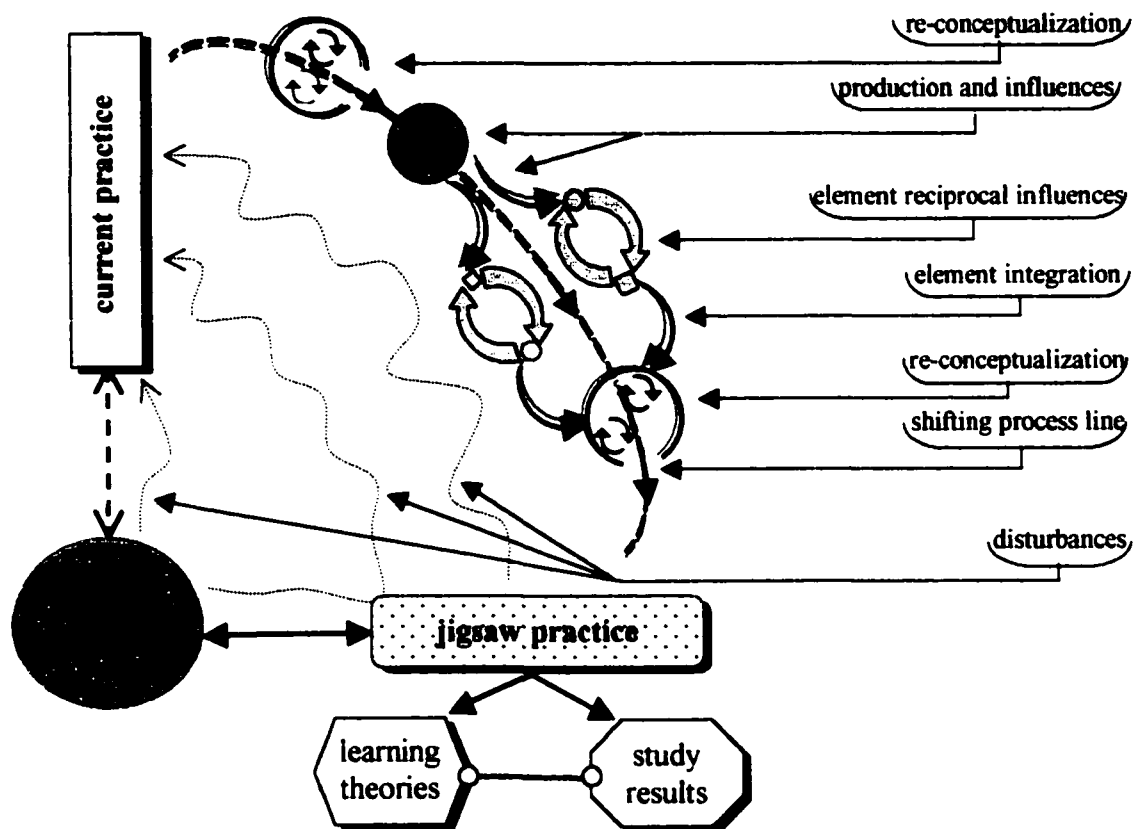 re-conceptualization
production and influences
element reciprocal influences
element integration
re-conceptualization
shifting process line
disturbances
current practice
jigsaw practice
learning
theories
study
results